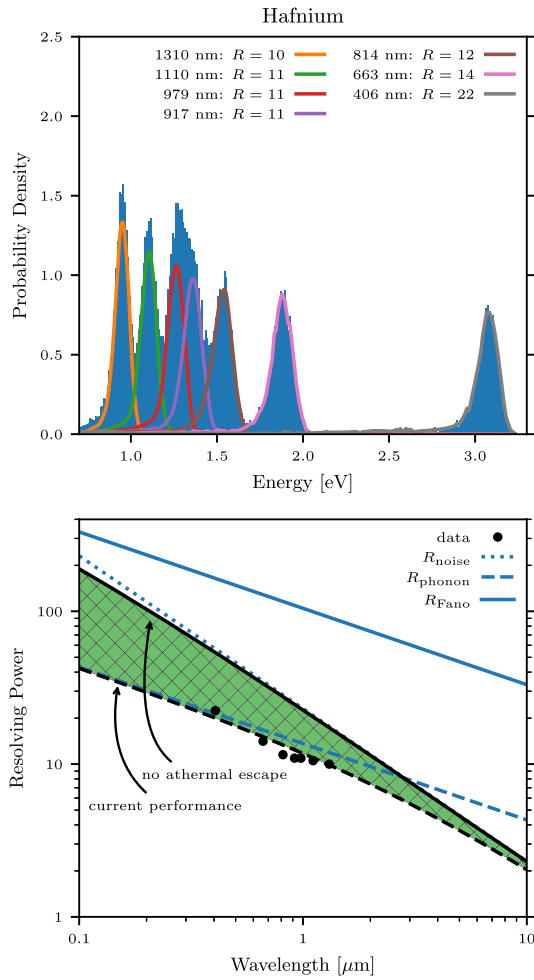 Hafnium
2.5
2.0
1.5
1.0
0.5
0.0
Probability Density
1310 nm: R = 10
1110 nm: R = 11
979 nm: R = 11
917 nm: R = 11
814 nm: R = 12
663 nm: R = 14
406 nm: R = 22
1.0 1.5 2.0 2.5 3.0
Energy [eV]
data
R_noise
R_phonon
R_Fano
100
10
1
Resolving Power
no athermal escape
current performance
0.1 1 10
Wavelength [μm]